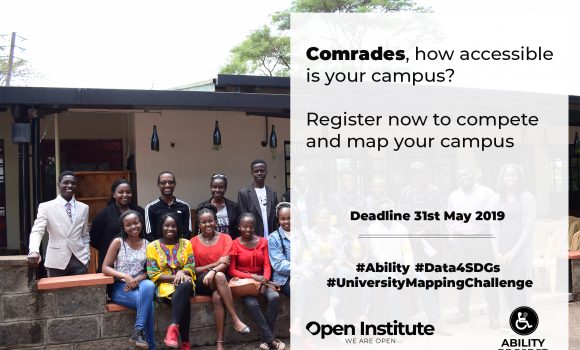 Comrades, how accessible
is your campus?
Register now to compete
and map your campus
Deadline 31st May 2019
#Ability #Data4SDGs
#UniversityMappingChallenge
Open Institute
WE ARE OPEN
ABILITY